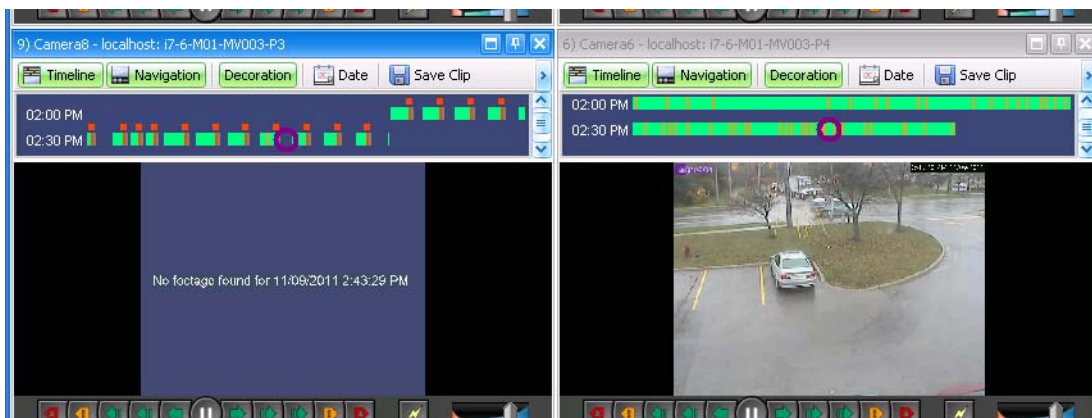 9) Camera8 - localhost: i7-6-M01-MV003-P3
Timeline Navigation Decoration Date Save Clip
02:00 PM
02:30 PM
No footage found for 11/09/2011 2:43:29 PM
6) Camera6 - localhost: i7-6-M01-MV003-P4
Timeline Navigation Decoration Date Save Clip
02:00 PM
02:30 PM